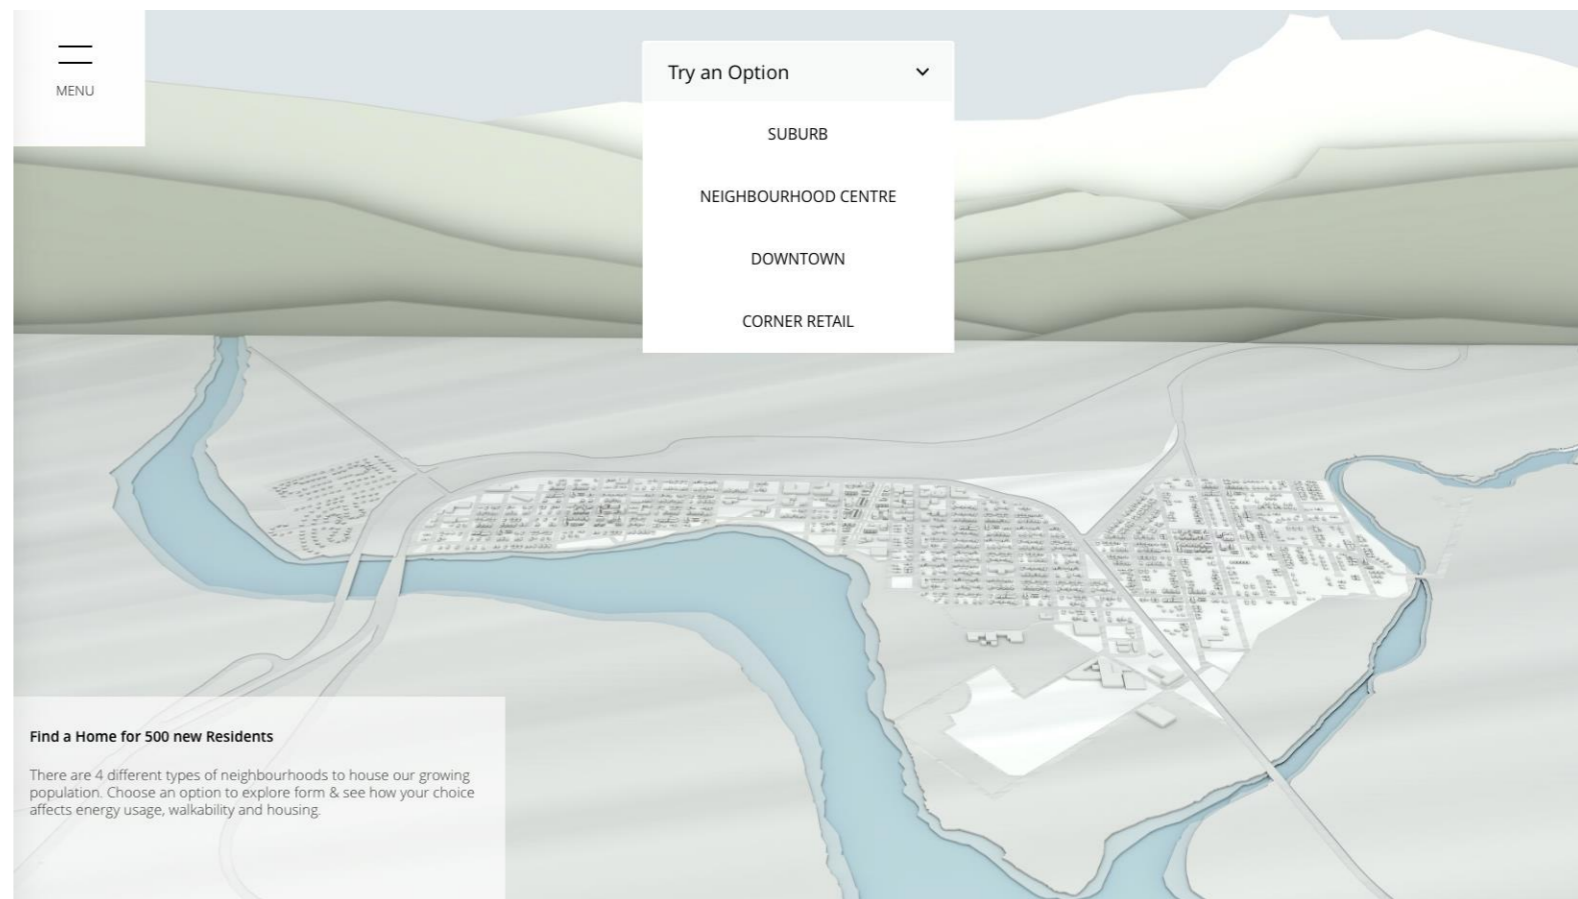 MENU
Try an Option
SUBURB
NEIGHBOURHOOD CENTRE
DOWNTOWN
CORNER RETAIL
Find a Home for 500 new Residents
There are 4 different types of neighbourhoods to house our growing
population. Choose an option to explore form & see how your choice
affects energy usage, walkability and housing.